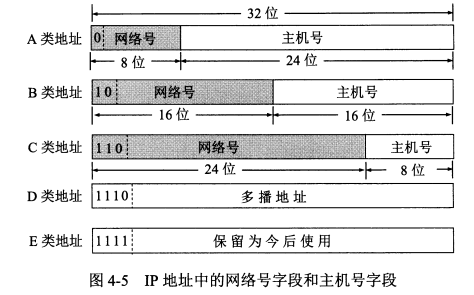 32 位
A 类地址 0 网络号 主机号
8 位 24 位
B 类地址 10 网络号 主机号
16 位 16 位
C 类地址 110 网络号 主机号
24 位 8 位
D 类地址 1110 多播地址
E 类地址 1111 保留为今后使用
图 4-5 IP 地址中的网络号字段和主机号字段